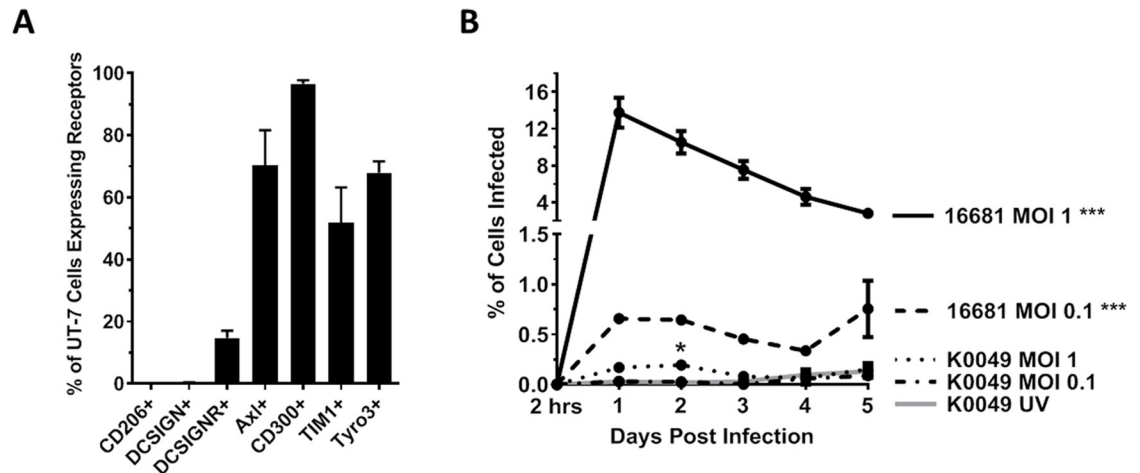 A
% of UT-7 Cells Expressing Receptors
100
80
60
40
20
0
CD206+
DCSIGN+
DCSIGNR+
Axl+
CD300+
TIM1+
Tyro3+
B
% of Cells Infected
16
12
8
4
1.5
1.0
0.5
0.0
*
2 hrs
1
2
3
4
5
Days Post Infection
16681 MOI 1 ***
16681 MOI 0.1 ***
K0049 MOI 1
K0049 MOI 0.1
K0049 UV